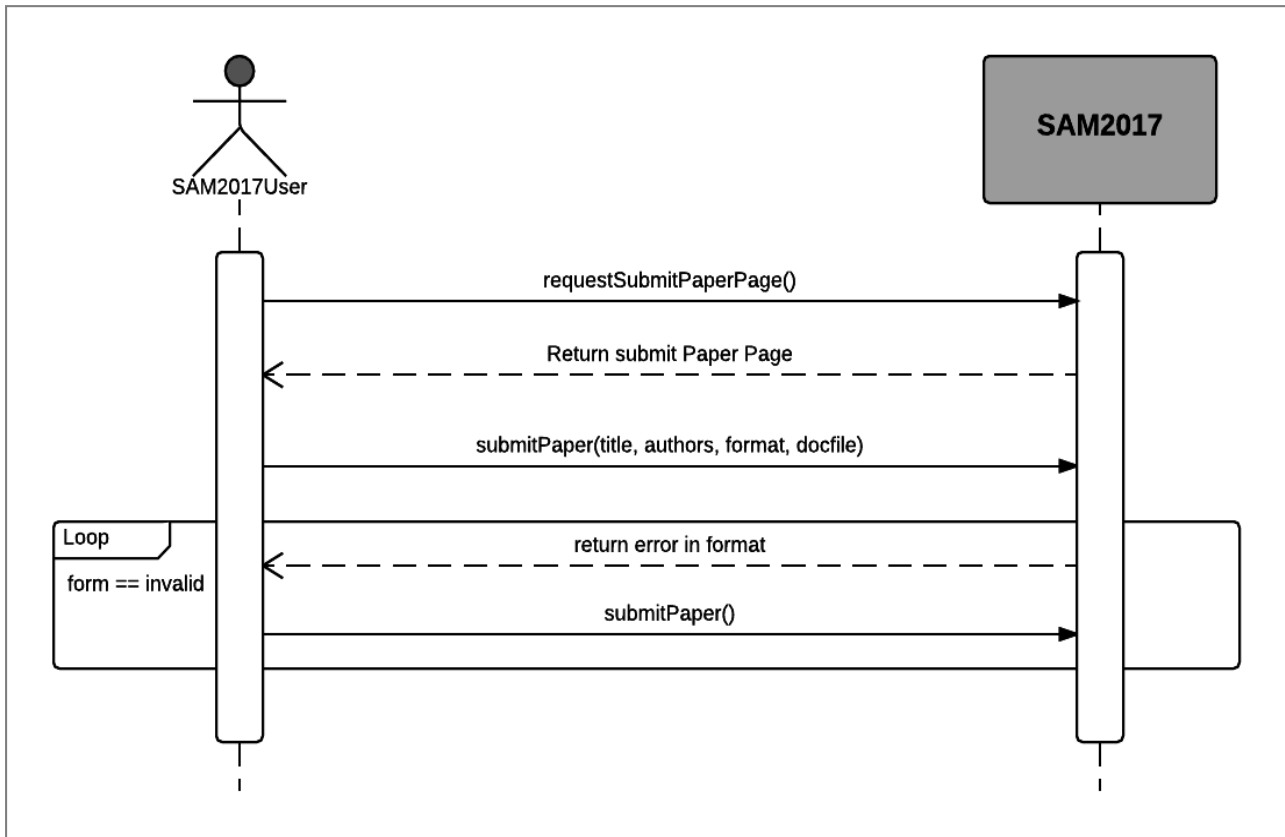 SAM2017
SAM2017User
requestSubmitPaperPage()
Return submit Paper Page
submitPaper(title, authors, format, docfile)
Loop
return error in format
form == invalid
submitPaper()